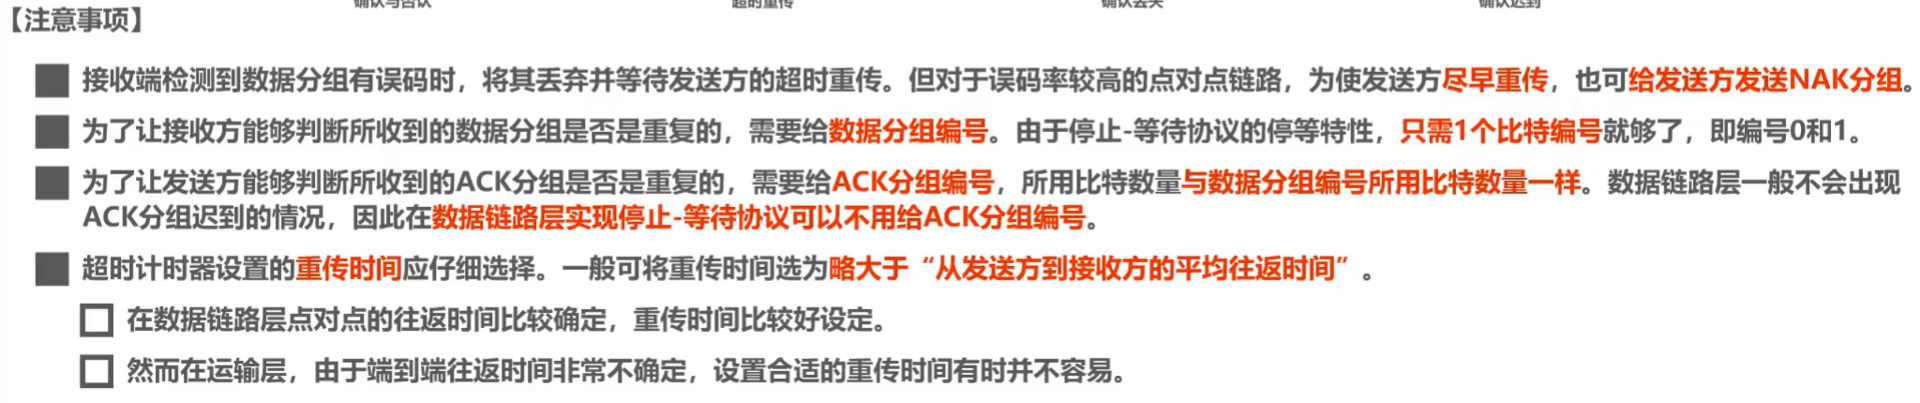 确认与否认 超时重传 确认丢失 确认迟到
【注意事项】
接收端检测到数据分组有误码时，将其丢弃并等待发送方的超时重传。但对于误码率较高的点对点链路，为使发送方尽早重传，也可给发送方发送NAK分组。
为了让接收方能够判断所收到的数据分组是否是重复的，需要给数据分组编号。由于停止-等待协议的停等特性，只需1个比特编号就够了，即编号0和1。
为了让发送方能够判断所收到的ACK分组是否是重复的，需要给ACK分组编号，所用比特数量与数据分组编号所用比特数量一样。数据链路层一般不会出现
ACK分组迟到的情况，因此在数据链路层实现停止-等待协议可以不用给ACK分组编号。
超时计时器设置的重传时间应仔细选择。一般可将重传时间选为略大于“从发送方到接收方的平均往返时间”。
在数据链路层点对点的往返时间比较确定，重传时间比较好设定。
然而在运输层，由于端到端往返时间非常不确定，设置合适的重传时间有时并不容易。